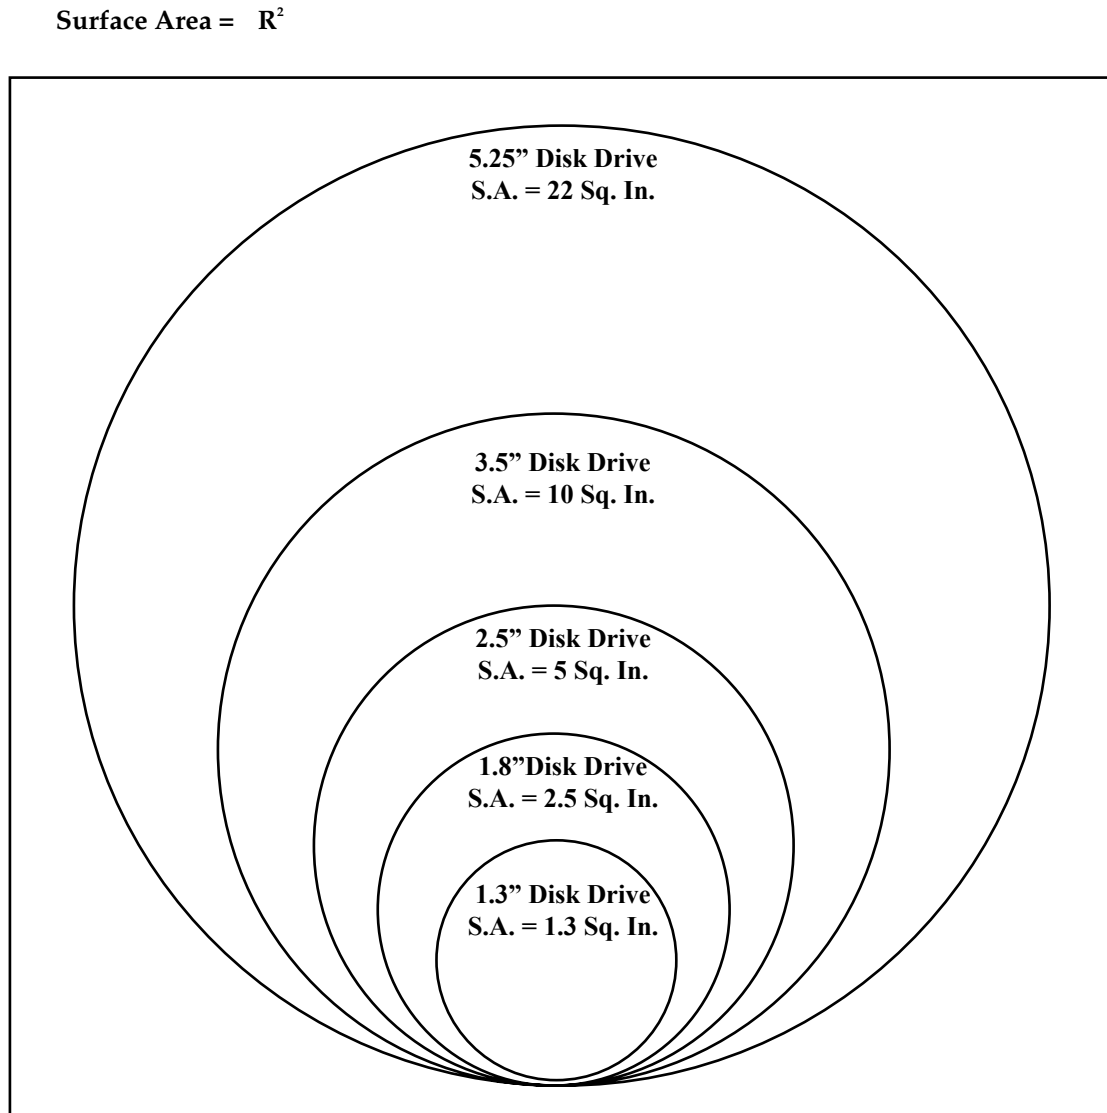 Surface Area = R²
5.25” Disk Drive
S.A. = 22 Sq. In.
3.5” Disk Drive
S.A. = 10 Sq. In.
2.5” Disk Drive
S.A. = 5 Sq. In.
1.8”Disk Drive
S.A. = 2.5 Sq. In.
1.3” Disk Drive
S.A. = 1.3 Sq. In.